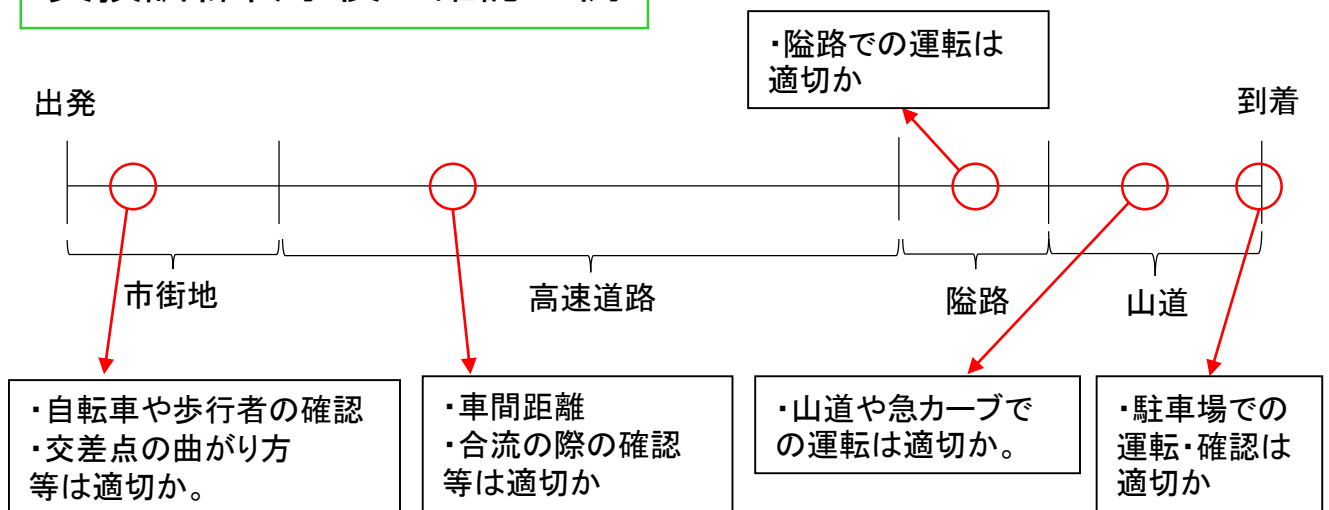 ・隘路での運転は
適切か
出発
到着
市街地
高速道路
隘路
山道
・自転車や歩行者の確認
・交差点の曲がり方
等は適切か。
・車間距離
・合流の際の確認
等は適切か
・山道や急カーブで
の運転は適切か。
・駐車場での
運転・確認は
適切か